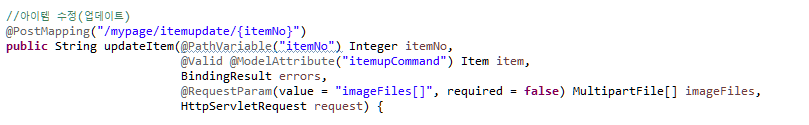 //아이템 수정(업데이트)
@PostMapping("/mypage/itemupdate/{itemNo}")
public String updateItem(@PathVariable("itemNo") Integer itemNo,
@Valid @ModelAttribute("itemupCommand") Item item,
BindingResult errors,
@RequestParam(value = "imageFiles[]", required = false) MultipartFile[] imageFiles,
HttpServletRequest request) {